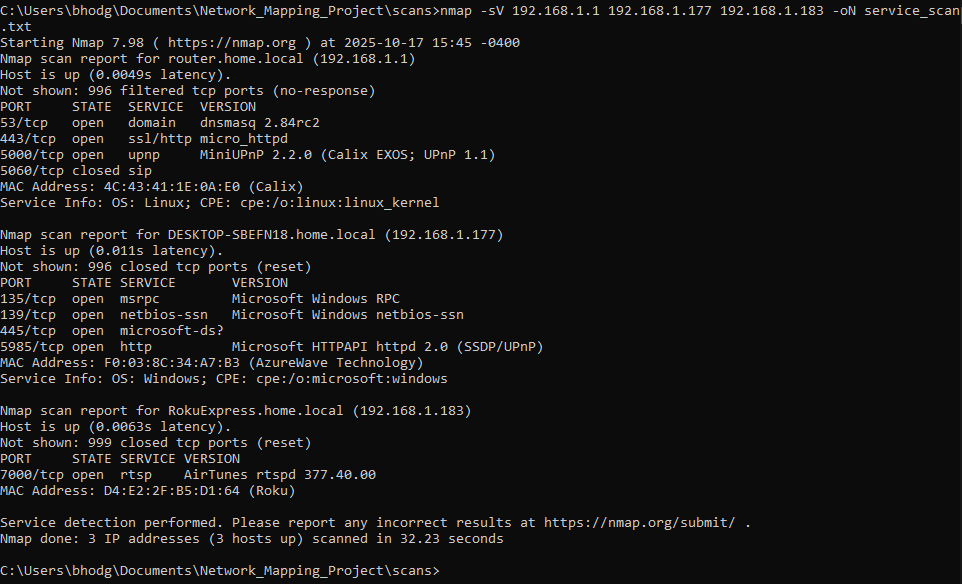 C:\Users\bhodg\Documents\Network_Mapping_Project\scans>nmap -sV 192.168.1.1 192.168.1.177 192.168.1.183 -oN service_scan
.txt
Starting Nmap 7.98 ( https://nmap.org ) at 2025-10-17 15:45 -0400
Nmap scan report for router.home.local (192.168.1.1)
Host is up (0.0049s latency).
Not shown: 996 filtered tcp ports (no-response)
PORT     STATE  SERVICE  VERSION
53/tcp   open   domain   dnsmasq 2.84rc2
443/tcp  open   ssl/http micro_httpd
5000/tcp open   upnp     MiniUPnP 2.2.0 (Calix EXOS; UPnP 1.1)
5060/tcp closed sip
MAC Address: 4C:43:41:1E:0A:E0 (Calix)
Service Info: OS: Linux; CPE: cpe:/o:linux:linux_kernel

Nmap scan report for DESKTOP-SBEFN18.home.local (192.168.1.177)
Host is up (0.011s latency).
Not shown: 996 closed tcp ports (reset)
PORT     STATE SERVICE       VERSION
135/tcp  open  msrpc         Microsoft Windows RPC
139/tcp  open  netbios-ssn   Microsoft Windows netbios-ssn
445/tcp  open  microsoft-ds?
5985/tcp open  http          Microsoft HTTPAPI httpd 2.0 (SSDP/UPnP)
MAC Address: F0:03:8C:34:A7:B3 (AzureWave Technology)
Service Info: OS: Windows; CPE: cpe:/o:microsoft:windows

Nmap scan report for RokuExpress.home.local (192.168.1.183)
Host is up (0.0063s latency).
Not shown: 999 closed tcp ports (reset)
PORT     STATE SERVICE VERSION
7000/tcp open  rtsp    AirTunes rtspd 377.40.00
MAC Address: D4:E2:2F:B5:D1:64 (Roku)

Service detection performed. Please report any incorrect results at https://nmap.org/submit/ .
Nmap done: 3 IP addresses (3 hosts up) scanned in 32.23 seconds

C:\Users\bhodg\Documents\Network_Mapping_Project\scans>